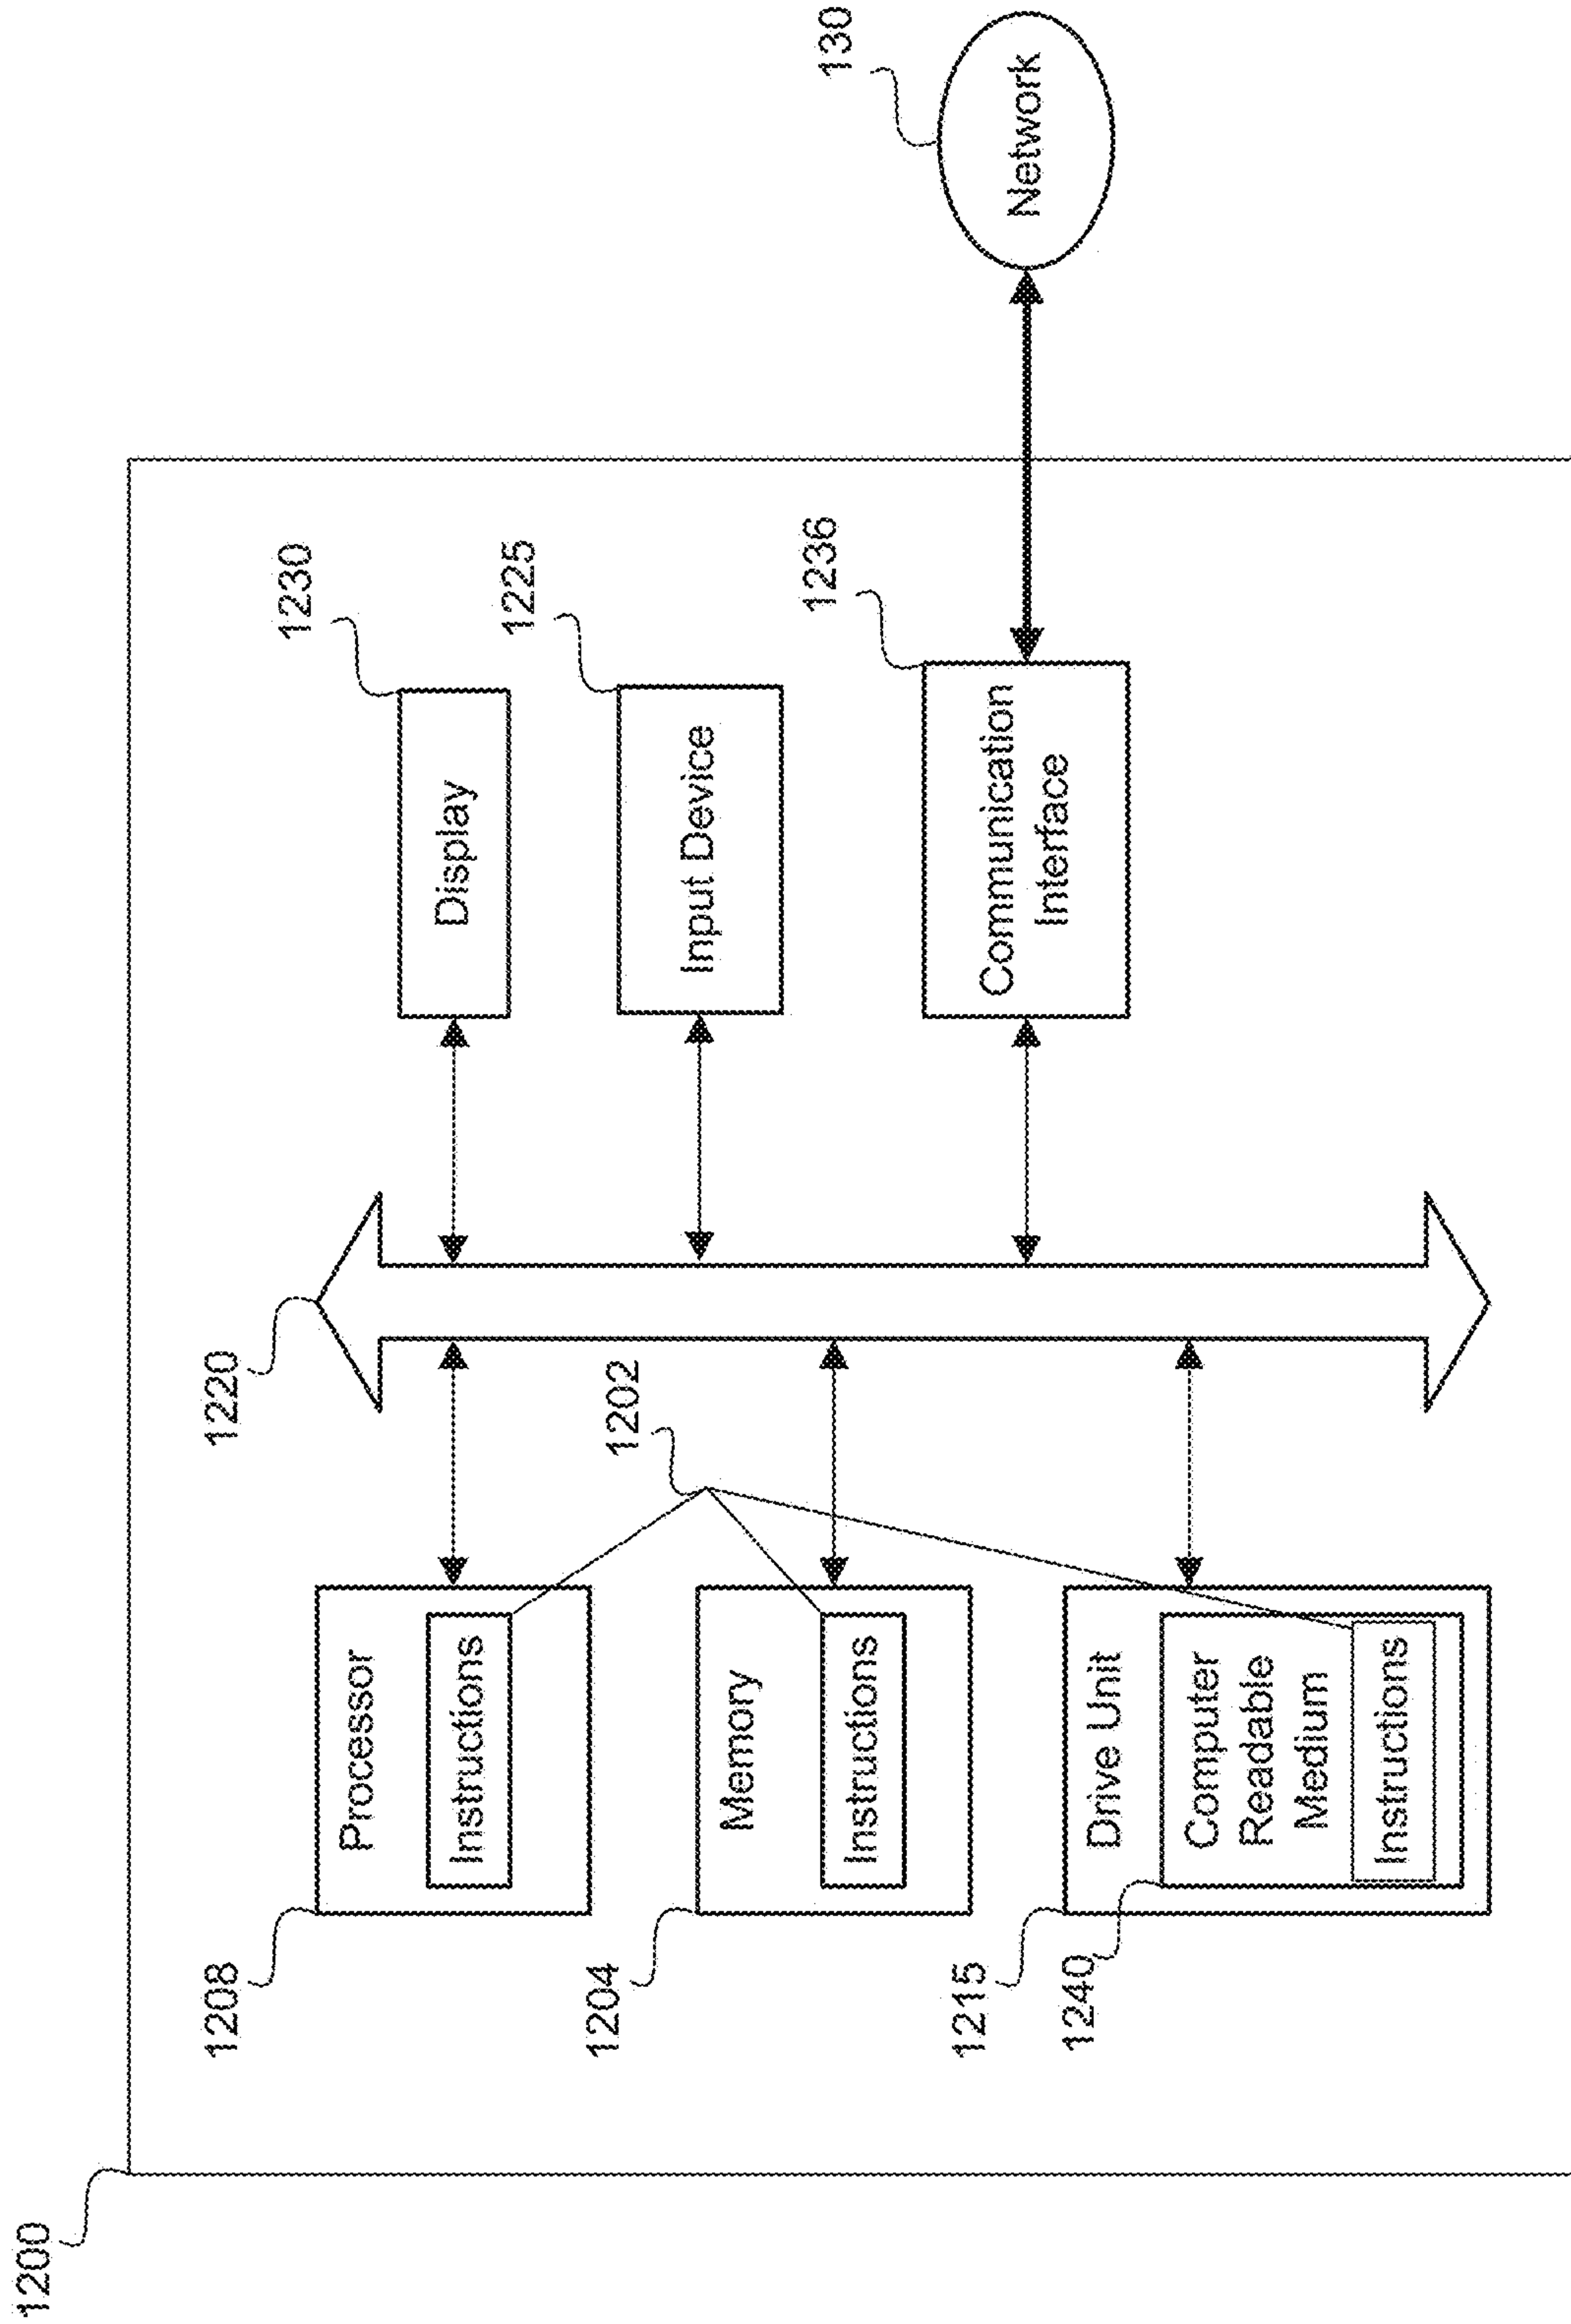 1200
1208
Processor
Instructions
1220
1230
Display
1202
1225
Input Device
1204
Memory
Instructions
1236
Communication
Interface
130
Network
1215
Drive Unit
1240
Computer
Readable
Medium
Instructions